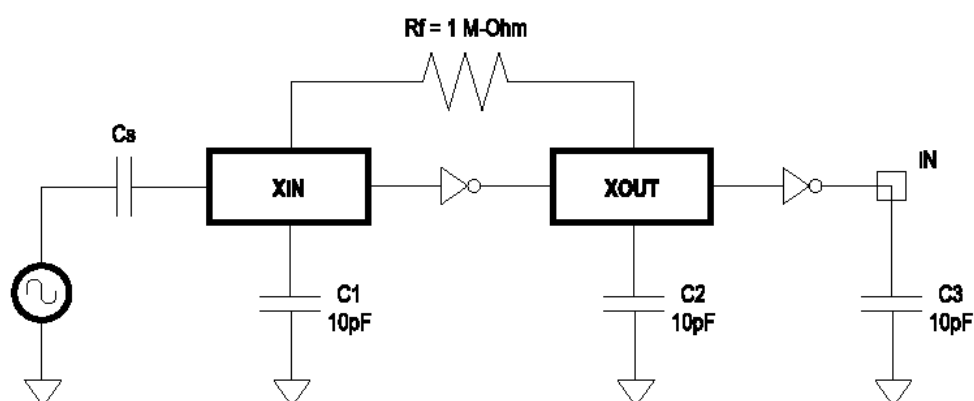 Rf = 1 M-Ohm
Cs
XIN
XOUT
IN
C1
10pF
C2
10pF
C3
10pF